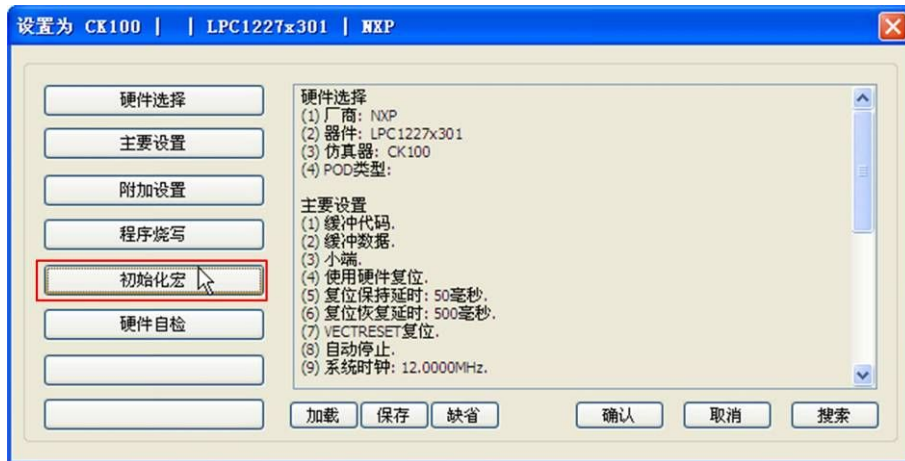 设置为 CK100 | | LPC1227x301 | NXP
硬件选择
主要设置
附加设置
程序烧写
初始化宏
硬件自检
硬件选择
(1) 厂商: NXP
(2) 器件: LPC1227x301
(3) 仿真器: CK100
(4) POD类型:
主要设置
(1) 缓冲代码.
(2) 缓冲数据.
(3) 小端.
(4) 使用硬件复位.
(5) 复位保持延时: 50毫秒.
(6) 复位恢复延时: 500毫秒.
(7) VECTRESET复位.
(8) 自动停止.
(9) 系统时钟: 12.0000MHz.
加载 保存 缺省 确认 取消 搜索